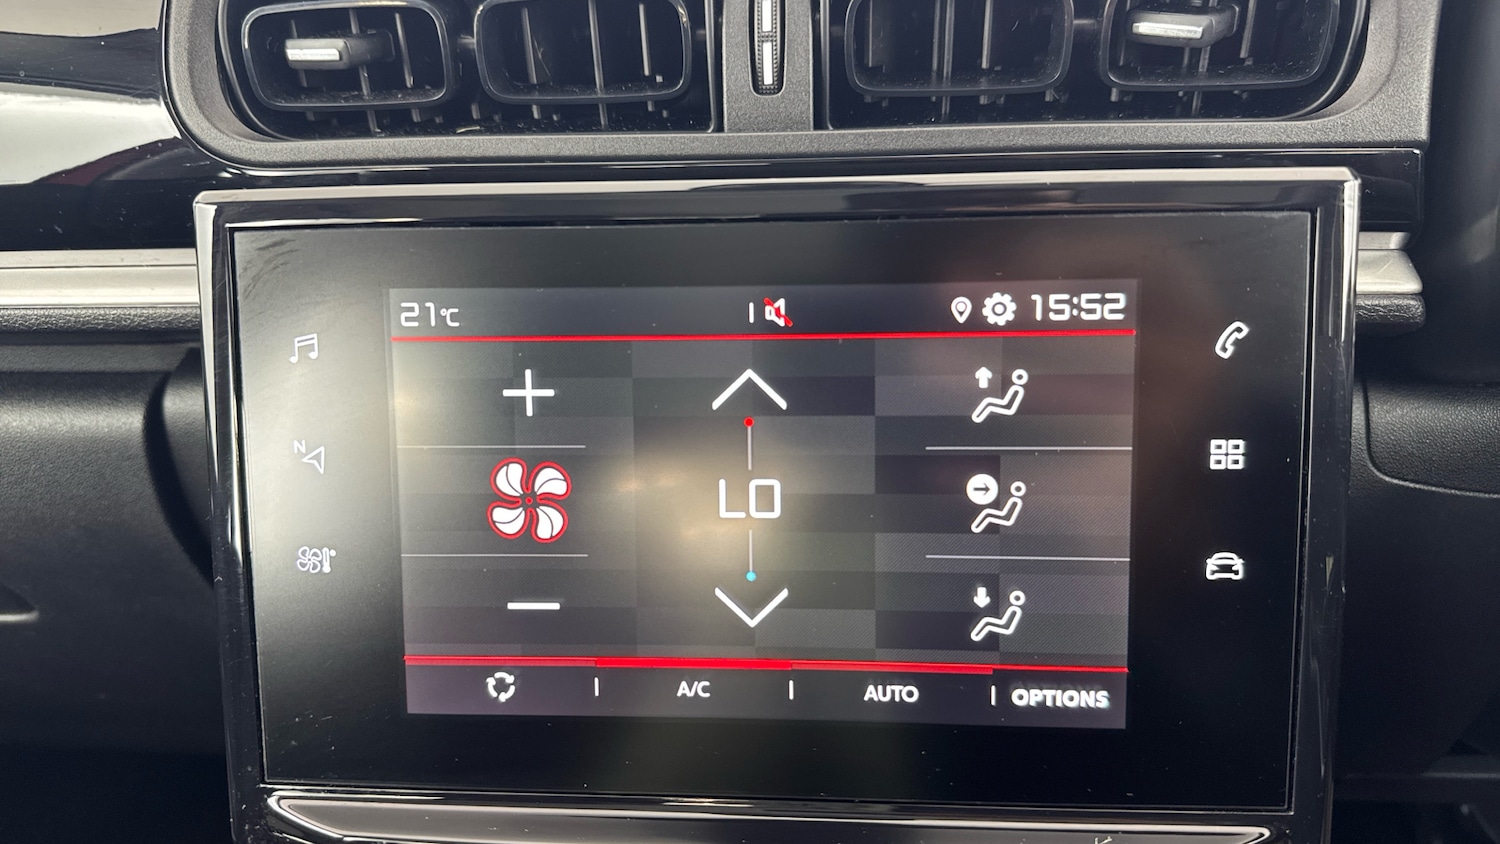 21°C 15:52
N
LO
A/C AUTO OPTIONS